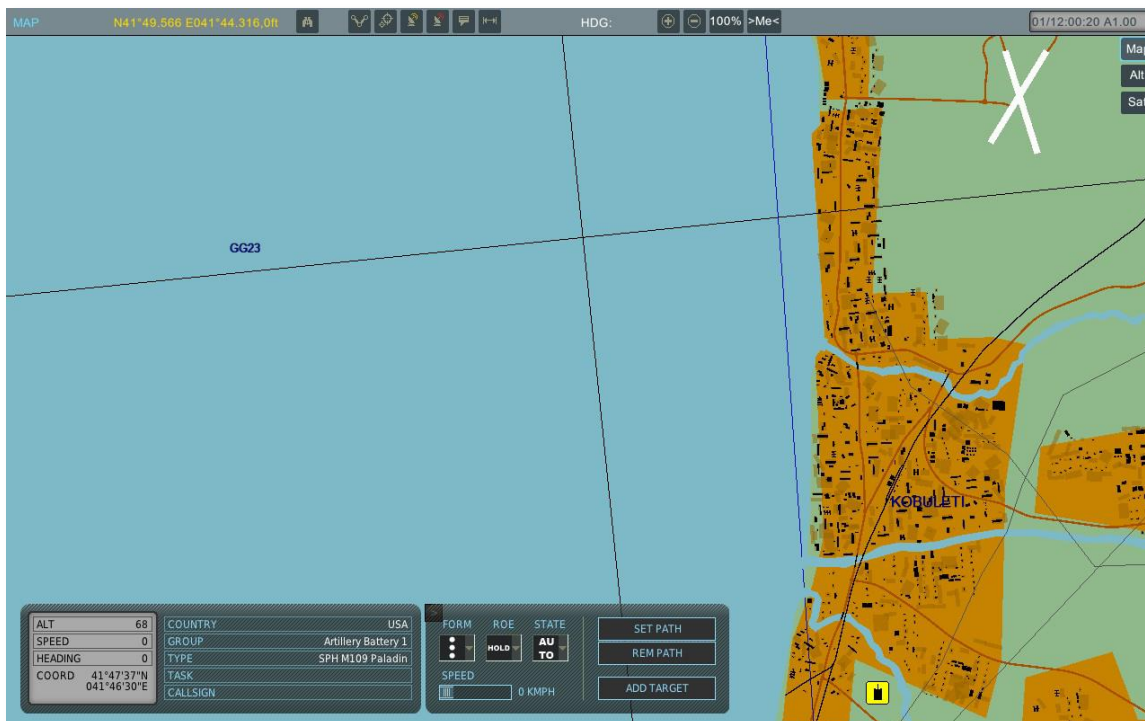 MAP N41°49.566 E041°44.316,0ft HDG: 100% >Me< 01/12:00:20 A1.00
Map
Alt
Sat
GG23
KOBULETI
ALT 68
SPEED 0
HEADING 0
COORD 41°47'37"N
041°46'30"E
COUNTRY USA
GROUP Artillery Battery 1
TYPE SPH M109 Paladin
TASK
CALLSIGN
>
FORM ROE STATE
HOLD AU
TO
SPEED
0 KMPH
SET PATH
REM PATH
ADD TARGET